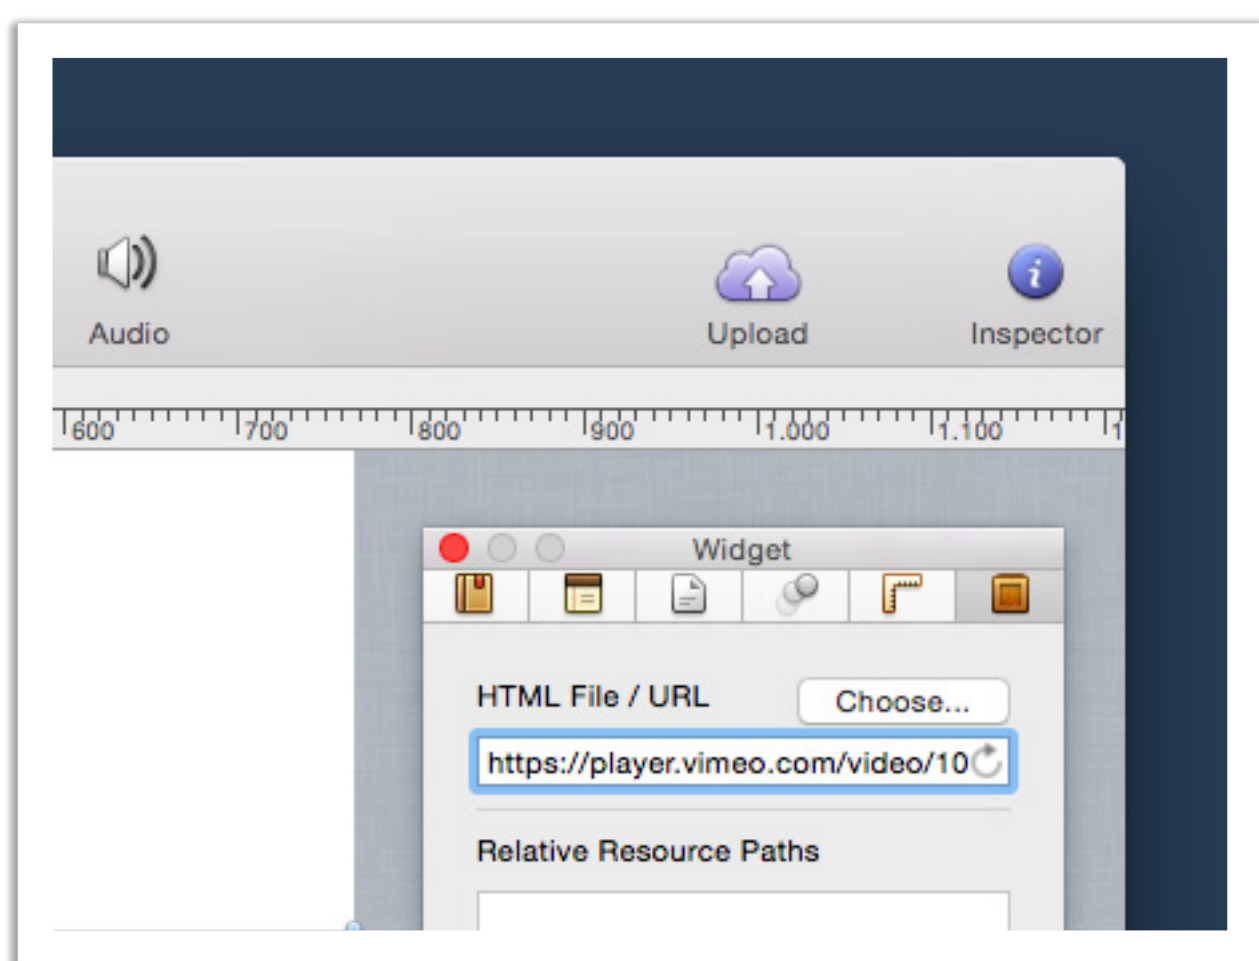 Audio
Upload
Inspector
600 700 800 900 1.000 1.100 1
Widget
HTML File / URL
Choose...
https://player.vimeo.com/video/10
Relative Resource Paths